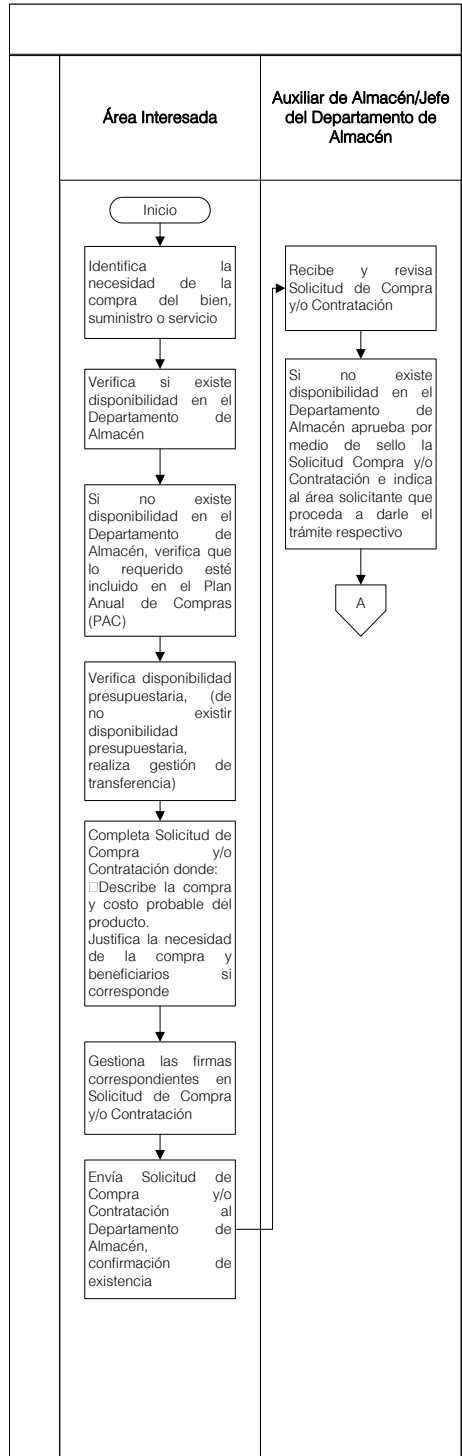 Área Interesada
Auxiliar de Almacén/Jefe
del Departamento de
Almacén
Inicio
Identifica la
necesidad de la
compra del bien,
suministro o servicio
Verifica si existe
disponibilidad en el
Departamento de
Almacén
Si no existe
disponibilidad en el
Departamento de
Almacén, verifica que
lo requerido esté
incluido en el Plan
Anual de Compras
(PAC)
Verifica disponibilidad
presupuestaria, (de
no existir
disponibilidad
presupuestaria,
realiza gestión de
transferencia)
Completa Solicitud de
Compra y/o
Contratación donde:
□Describe la compra
y costo probable del
producto.
Justifica la necesidad
de la compra y
beneficiarios si
corresponde
Gestiona las firmas
correspondientes en
Solicitud de Compra
y/o Contratación
Envía Solicitud de
Compra y/o
Contratación al
Departamento de
Almacén,
confirmación de
existencia
Recibe y revisa
Solicitud de Compra
y/o Contratación
Si no existe
disponibilidad en el
Departamento de
Almacén aprueba por
medio de sello la
Solicitud Compra y/o
Contratación e indica
al área solicitante que
proceda a darle el
trámite respectivo
A